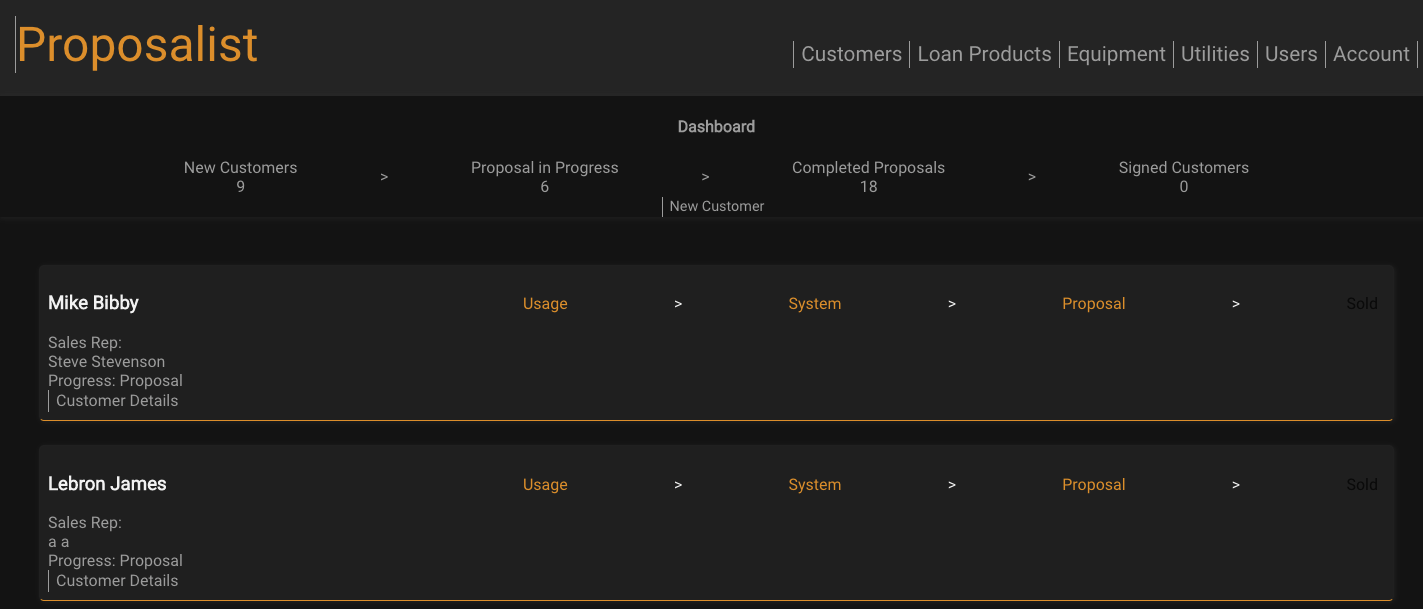 Proposalist
Customers Loan Products Equipment Utilities Users Account
Dashboard
New Customers > Proposal in Progress > Completed Proposals > Signed Customers
9 6 18 0
New Customer
Mike Bibby Usage > System > Proposal > Sold
Sales Rep:
Steve Stevenson
Progress: Proposal
Customer Details
Lebron James Usage > System > Proposal > Sold
Sales Rep:
a a
Progress: Proposal
Customer Details